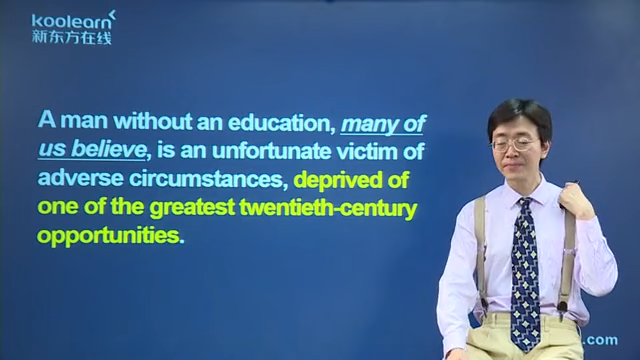 koolearn
新东方在线
A man without an education, many of
us believe, is an unfortunate victim of
adverse circumstances, deprived of
one of the greatest twentieth-century
opportunities.
.com